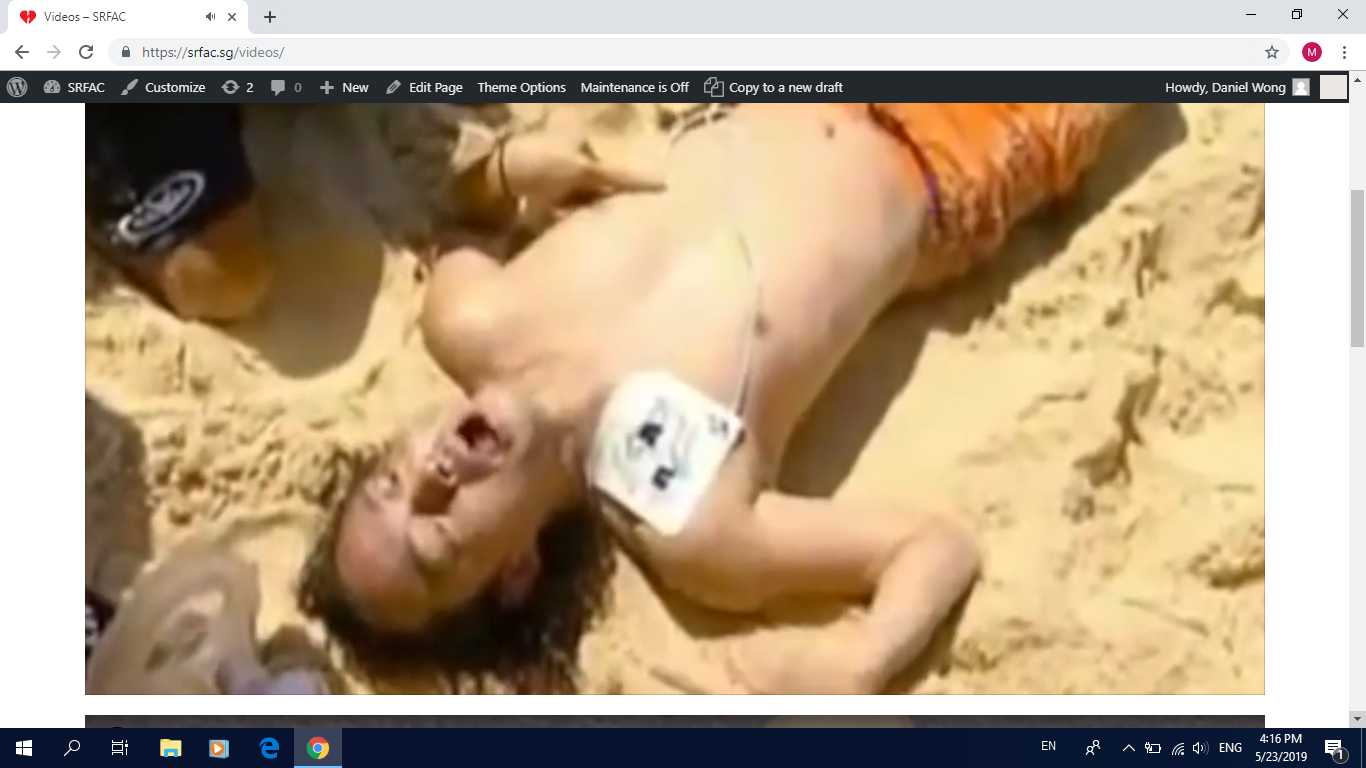 Videos – SRFAC
https://srfac.sg/videos/
SRFAC Customize 2 0 New Edit Page Theme Options Maintenance is Off Copy to a new draft Howdy, Daniel Wong
M
EN ENG 4:16 PM
5/23/2019 1